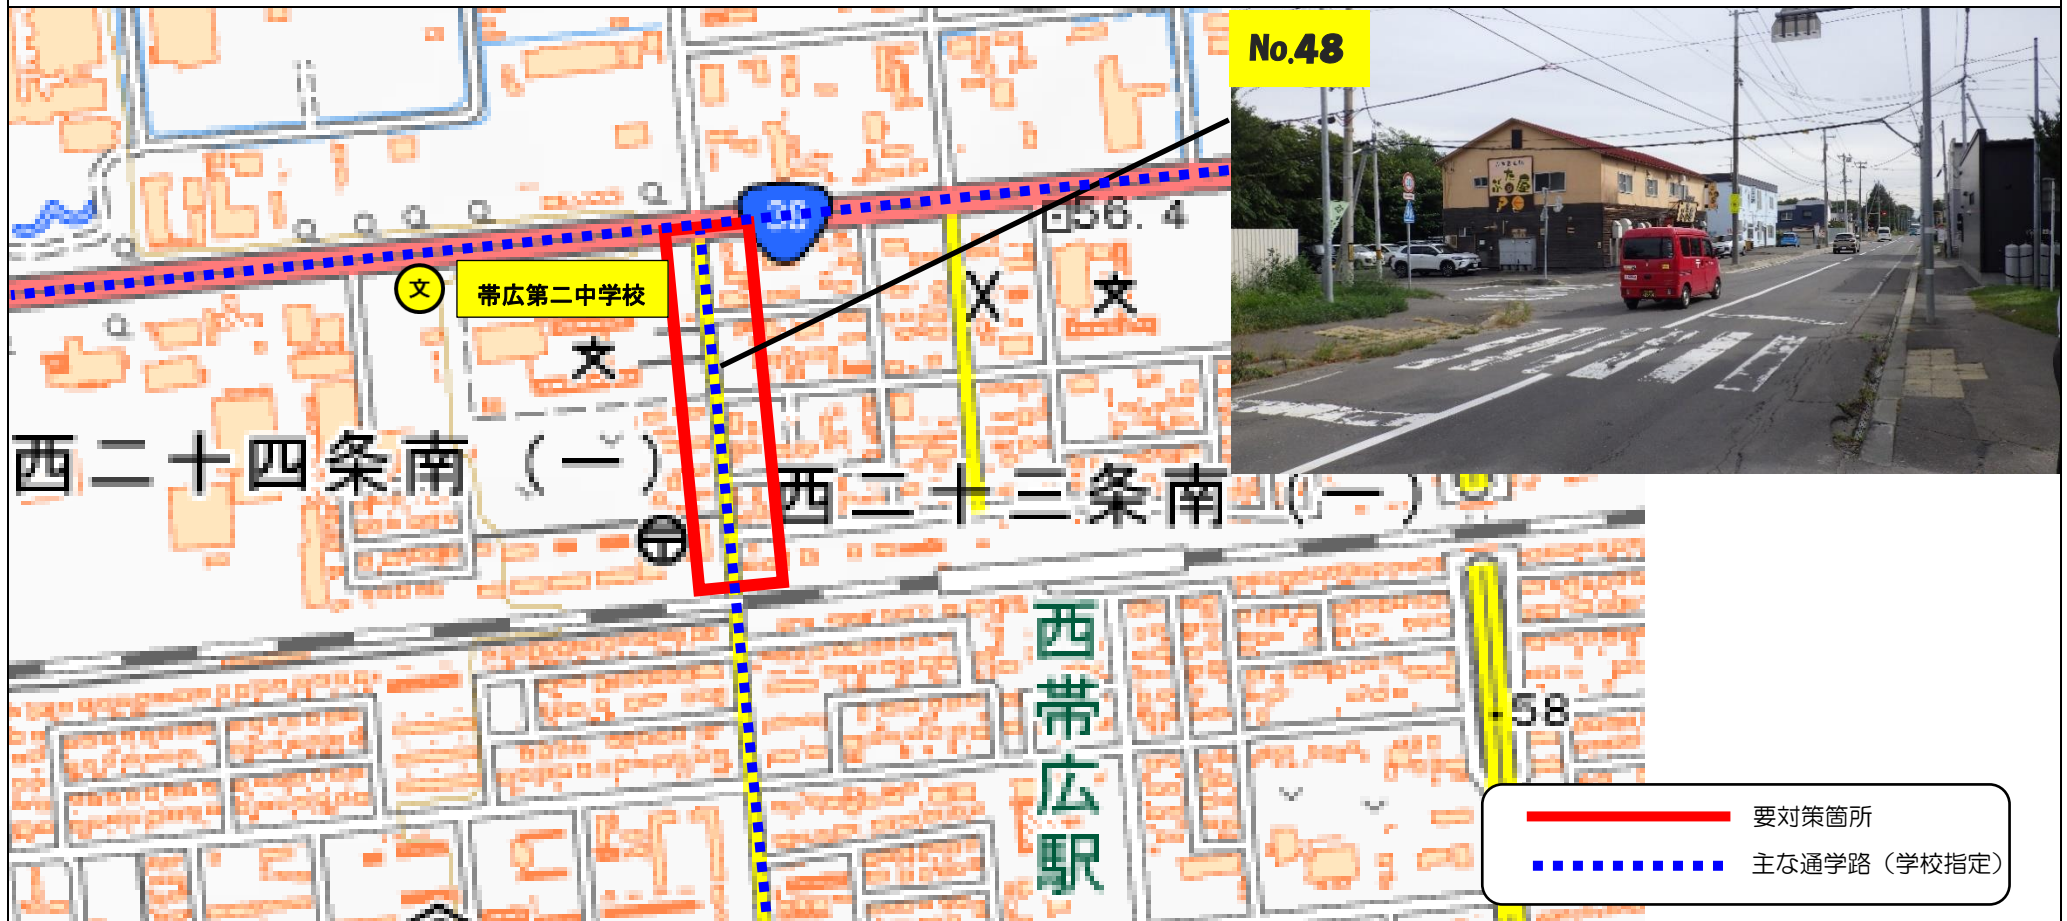 No.48
38
56.4
文
帯広第二中学校
西二十四条南(一)
西二十三条南(一)
西帯広駅
58
要対策箇所
主な通学路（学校指定）